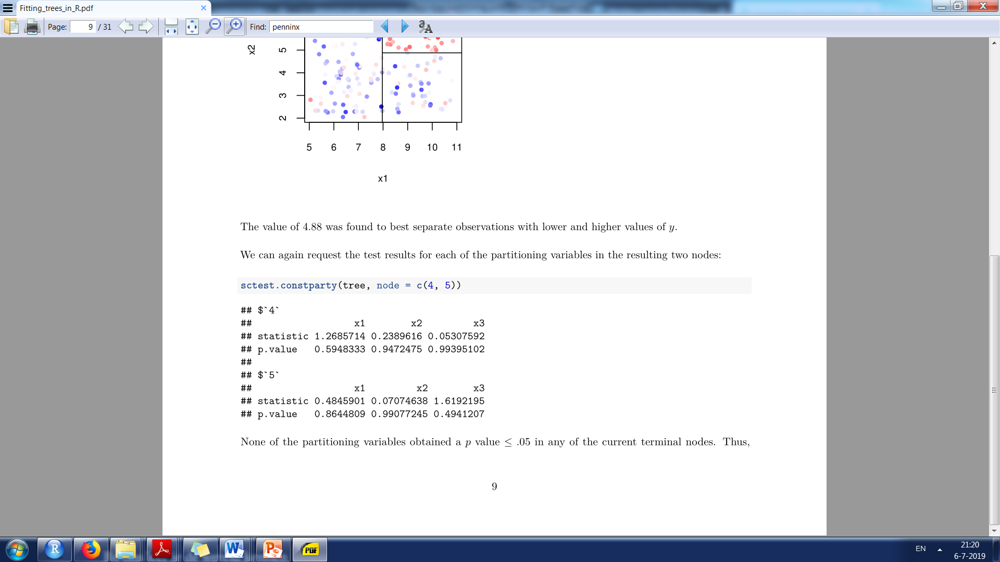 Fitting_trees_in_R.pdf
Page: 9 / 31 Find: penninx
x2
5
4
3
2
5 6 7 8 9 10 11
x1
The value of 4.88 was found to best separate observations with lower and higher values of y.
We can again request the test results for each of the partitioning variables in the resulting two nodes:
sctest.constparty(tree, node = c(4, 5))
## $`4`
## x1 x2 x3
## statistic 1.2685714 0.2389616 0.05307592
## p.value 0.5948333 0.9472475 0.99395102
##
## $`5`
## x1 x2 x3
## statistic 0.4845901 0.07074638 1.6192195
## p.value 0.8644809 0.99077245 0.4941207
None of the partitioning variables obtained a p value ≤ .05 in any of the current terminal nodes. Thus,
9
EN
21:20
6-7-2019